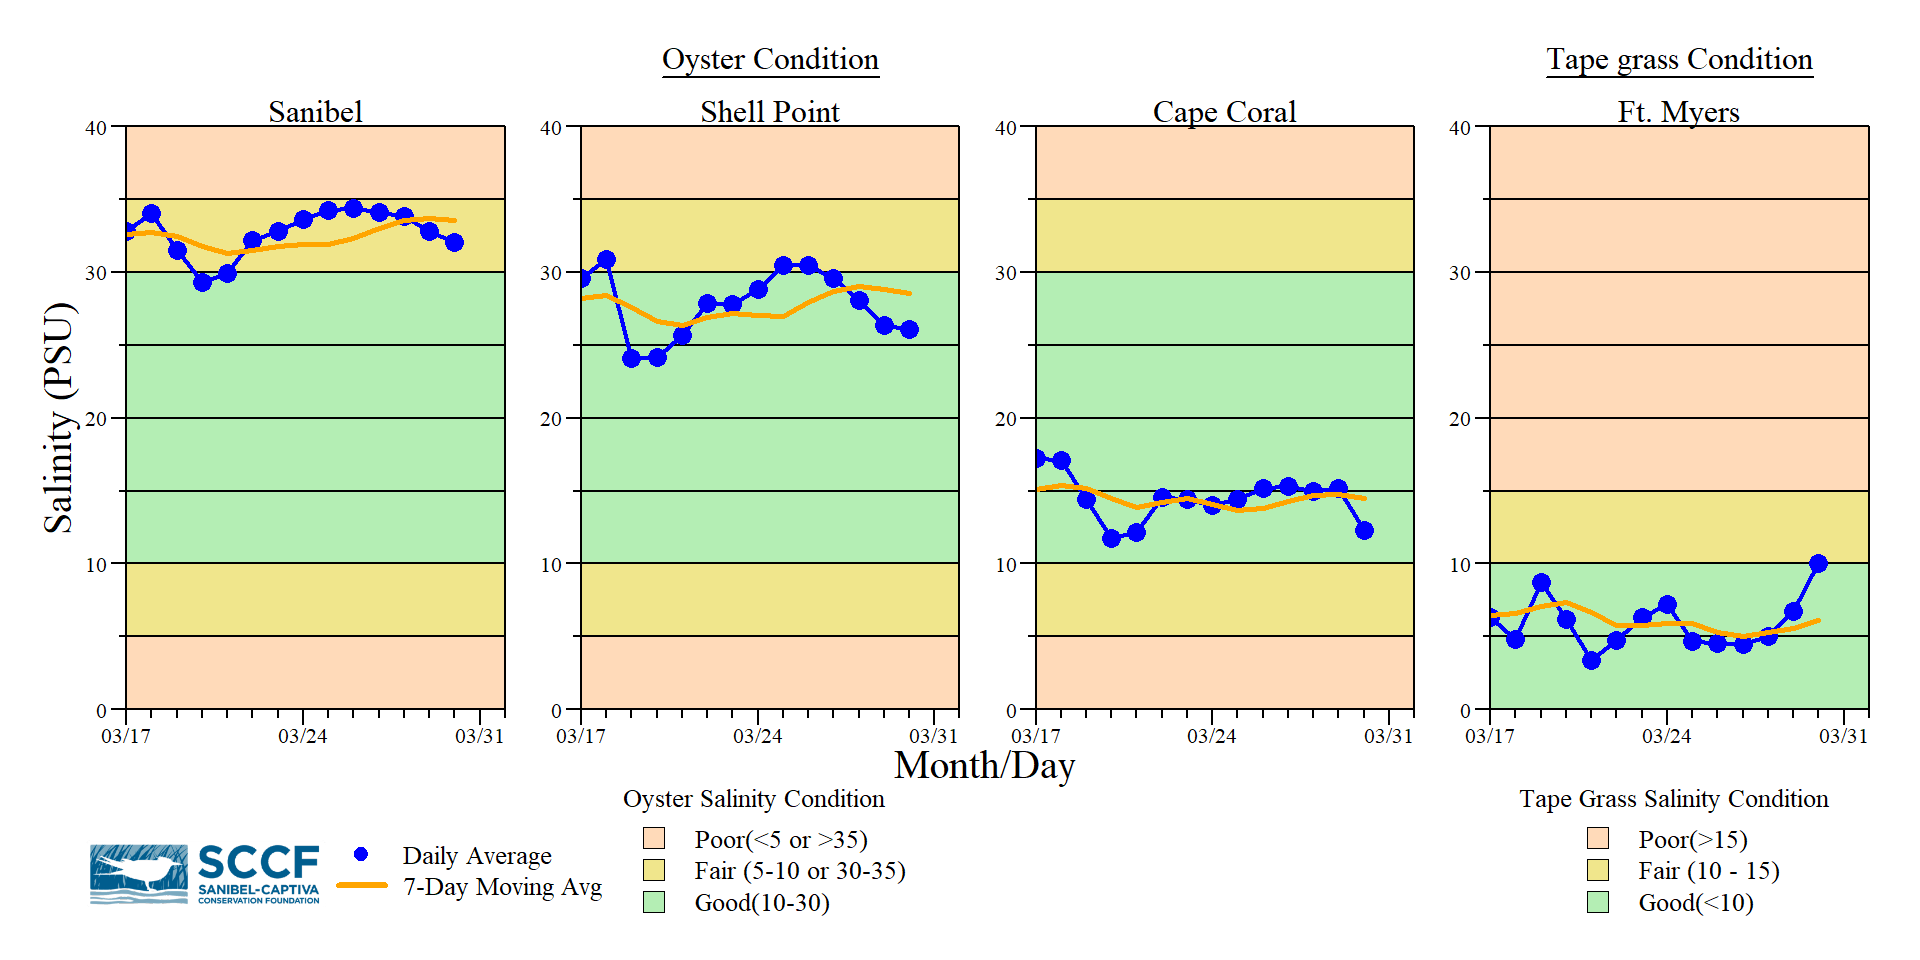 Oyster Condition
Tape grass Condition
Sanibel
Shell Point
Cape Coral
Ft. Myers
Salinity (PSU)
40
30
20
10
0
03/17
03/24
03/31
40
30
20
10
0
03/17
03/24
03/31
40
30
20
10
0
03/17
03/24
03/31
40
30
20
10
0
03/17
03/24
03/31
Month/Day
SCCF
SANIBEL-CAPTIVA
CONSERVATION FOUNDATION
Daily Average
7-Day Moving Avg
Oyster Salinity Condition
Poor(<5 or >35)
Fair (5-10 or 30-35)
Good(10-30)
Tape Grass Salinity Condition
Poor(>15)
Fair (10 - 15)
Good(<10)